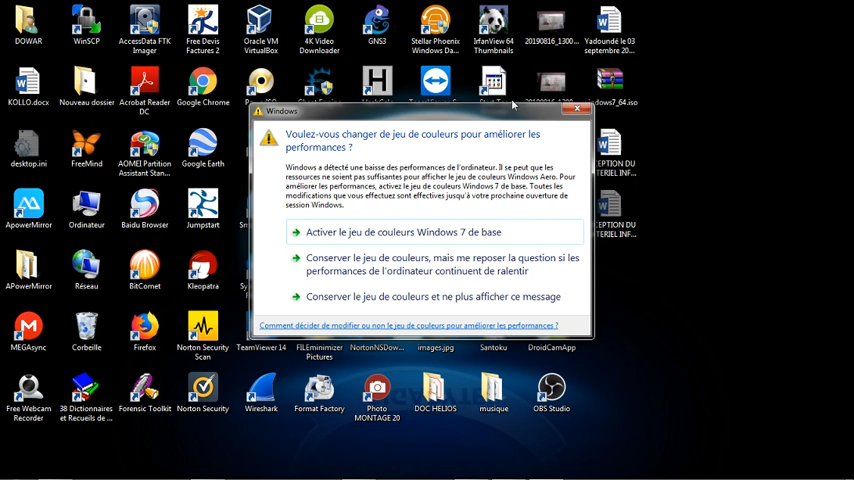 DOWAR
WinSCP
AccessData FTK
Imager
Free Devis
Factures 2
Oracle VM
VirtualBox
4K Video
Downloader
GNS3
Stellar Phoenix
Windows Da...
IrfanView 64
Thumbnails
20190816_1300...
Yadoundé le 03
septembre 20...
KOLLO.docx
Nouveau dossier
Acrobat Reader
DC
Google Chrome
Windows
Voulez-vous changer de jeu de couleurs pour améliorer les
performances ?
Windows a détecté une baisse des performances de l'ordinateur. Il se peut que les
ressources ne soient pas suffisantes pour afficher le jeu de couleurs Windows Aero. Pour
améliorer les performances, activez le jeu de couleurs Windows 7 de base. Toutes les
modifications que vous effectuez sont effectives jusqu'à votre prochaine ouverture de
session Windows.
Activer le jeu de couleurs Windows 7 de base
Conserver le jeu de couleurs, mais me reposer la question si les
performances de l'ordinateur continuent de ralentir
Conserver le jeu de couleurs et ne plus afficher ce message
Comment décider de modifier ou non le jeu de couleurs pour améliorer les performances ?
desktop.ini
FreeMind
AOMEI Partition
Assistant Stan...
Google Earth
ApowerMirror
Ordinateur
Baidu Browser
Jumpstart
APowerMirror
Réseau
BitComet
Kleopatra
MEGAsync
Corbeille
Firefox
Norton Security
Scan
TeamViewer 14
FILEminimizer
Pictures
NortonNSDow...
images.jpg
Santoku
DroidCamApp
Free Webcam
Recorder
38 Dictionnaires
et Recueils de ...
Forensic Toolkit
Norton Security
Wireshark
Format Factory
Photo
MONTAGE 20
DOC HELIOS
musique
OBS Studio